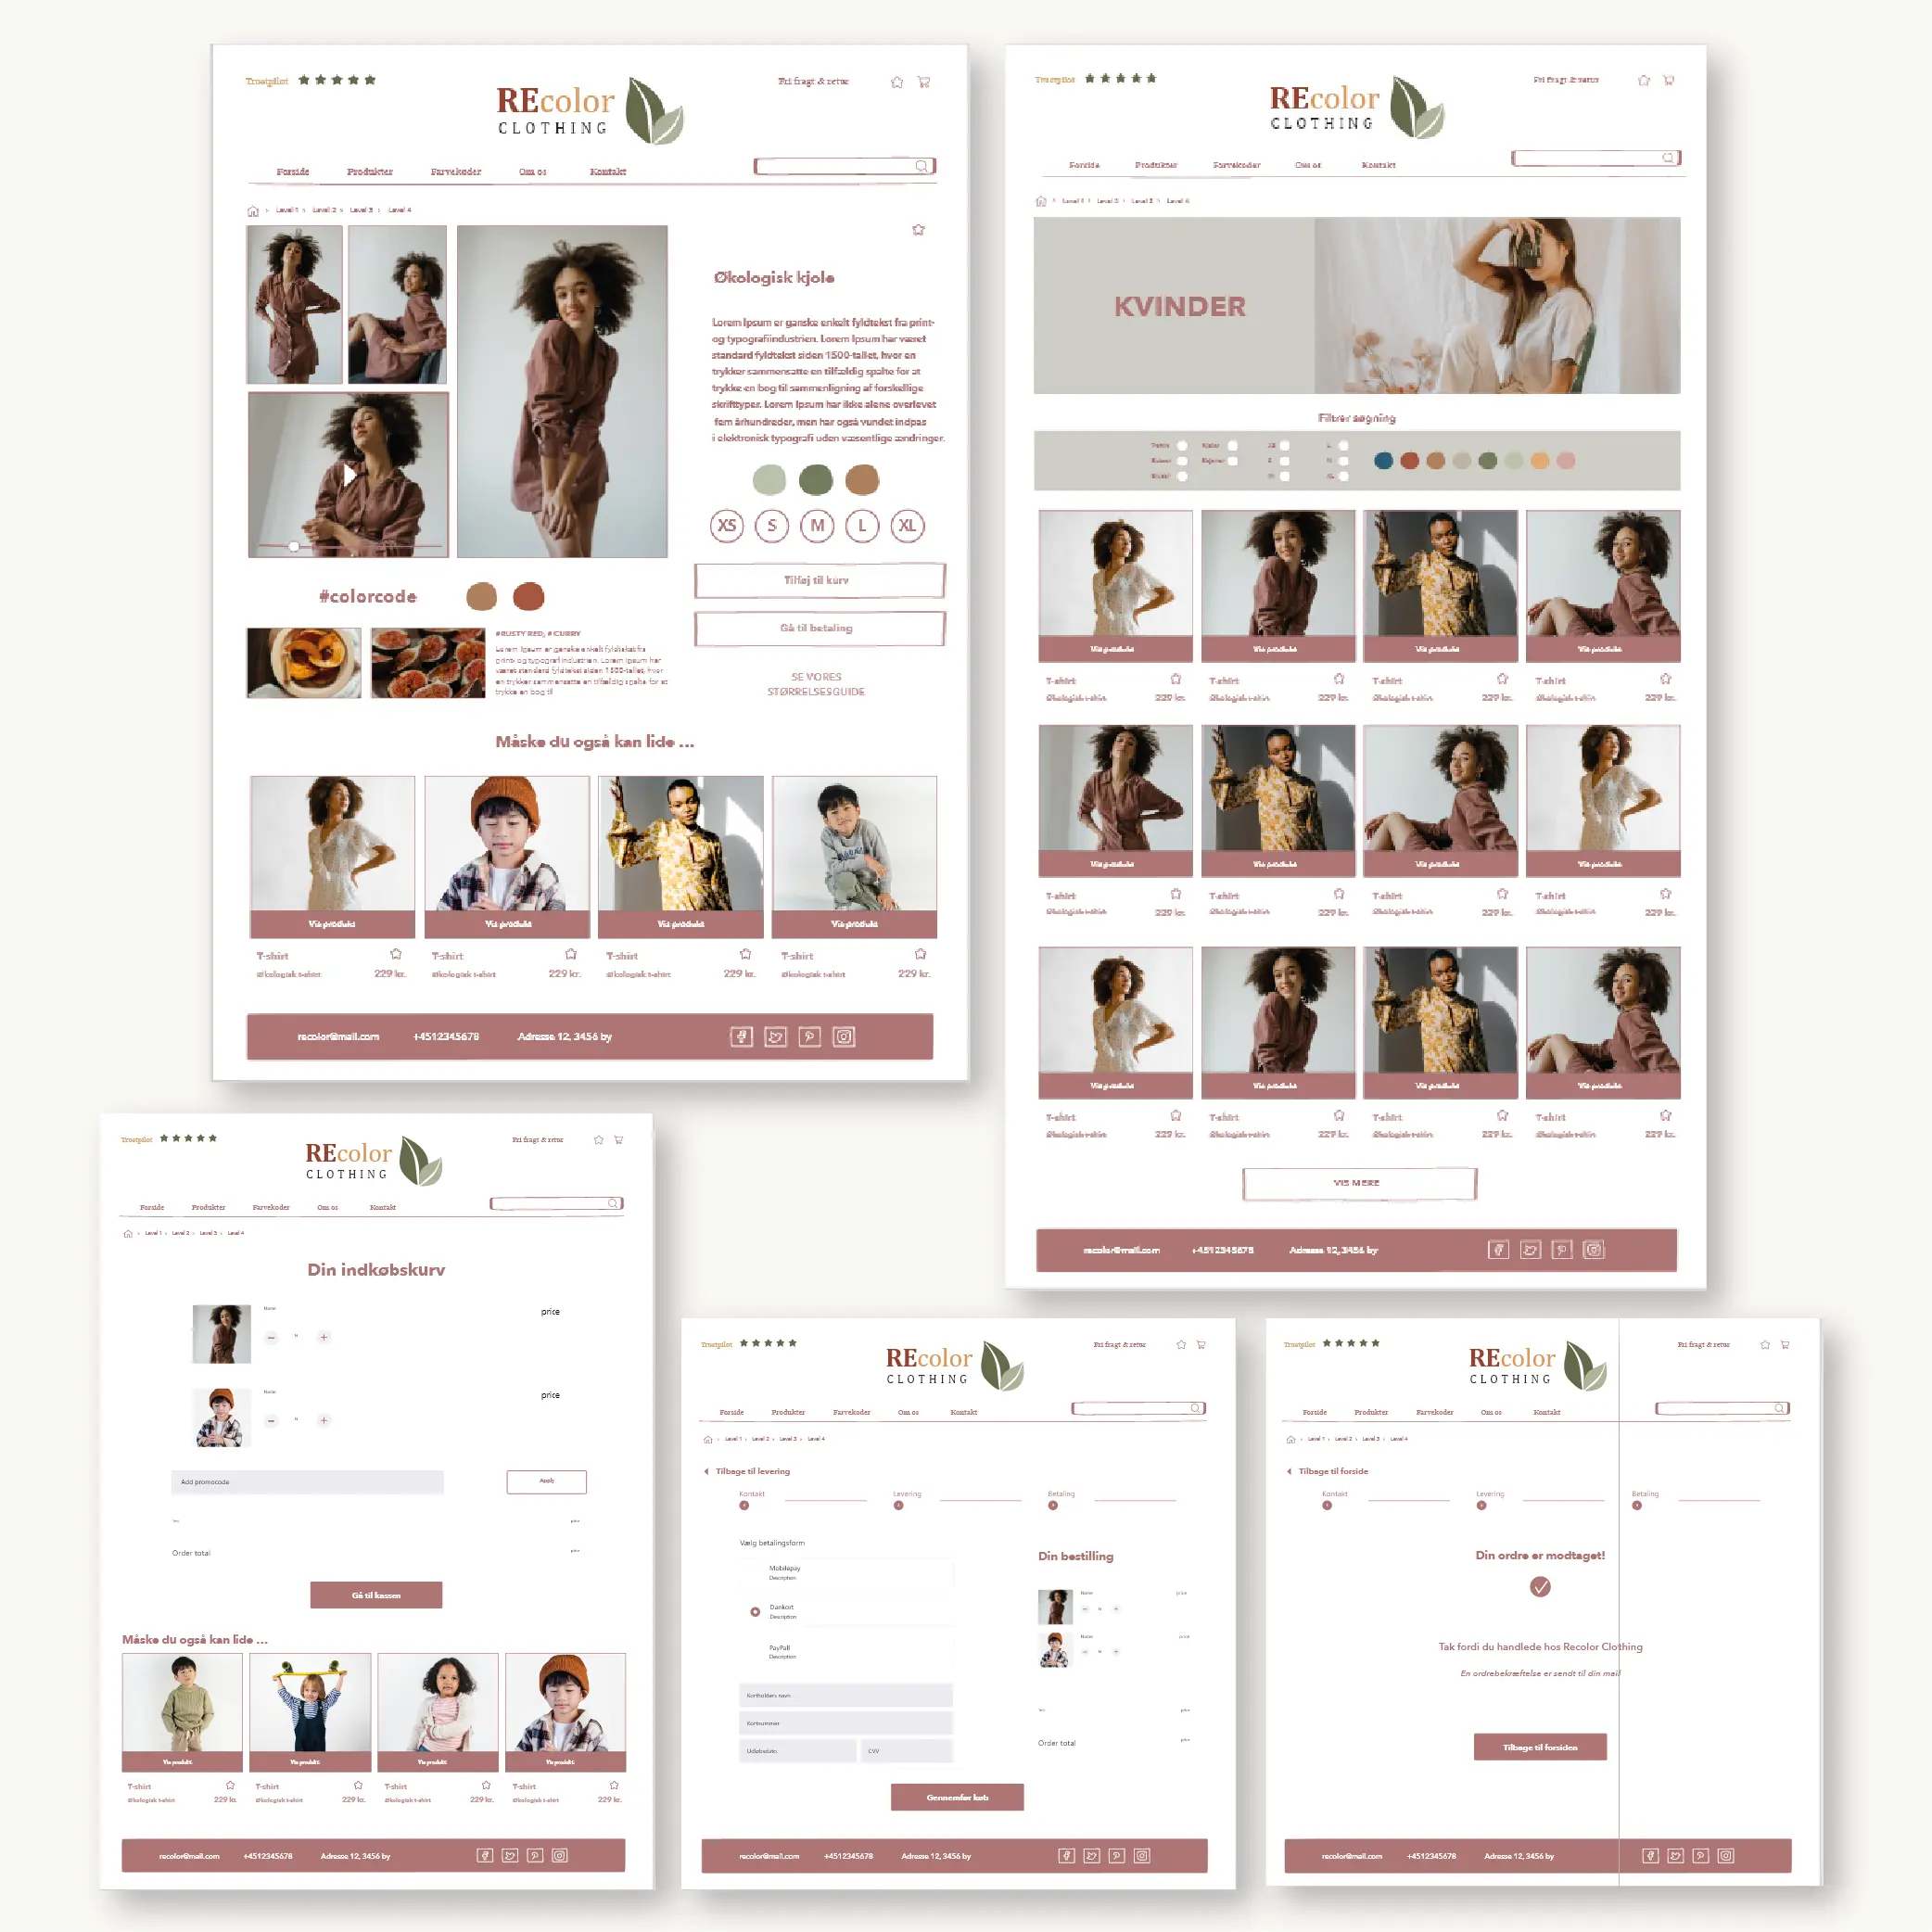 Trustpilot
REcolor
CLOTHING
Fri fragt & retur
Forside Produkter Farvekoder Om os Kontakt
Level 1 Level 2 Level 3 Level 4
Økologisk kjole
Lorem Ipsum er ganske enkelt fyldtekst fra print-
og typografiindustrien. Lorem Ipsum har været
standard fyldtekst siden 1500-tallet, hvor en
trykker sammensatte en tilfældig spalte for at
trykke en bog til sammenligning af forskellige
skrifttyper. Lorem Ipsum har ikke alene overlevet
fem århundreder, men har også vundet indpas
i elektronisk typografi uden væsentlige ændringer.
XS S M L XL
Tilføj til kurv
Gå til betaling
SE VORES
STØRRELSESGUIDE
#colorcode
#RUSTY RED, #CURRY
Lorem Ipsum er ganske enkelt fyldtekst fra
print- og typografiindustrien. Lorem Ipsum har
været standard fyldtekst siden 1500-tallet, hvor
en trykker sammensatte en tilfældig spalte for at
trykke en bog til
Måske du også kan lide ...
Vis produkt Vis produkt Vis produkt Vis produkt
T-shirt T-shirt T-shirt T-shirt
Økologisk t-shirt 229 kr. Økologisk t-shirt 229 kr. Økologisk t-shirt 229 kr. Økologisk t-shirt 229 kr.
recolor@mail.com +4512345678 Adresse 12, 3456 by
Trustpilot
REcolor
CLOTHING
Fri fragt & retur
Forside Produkter Farvekoder Om os Kontakt
Level 1 Level 2 Level 3 Level 4
KVINDER
Filtrer søgning
Vis produkt Vis produkt Vis produkt Vis produkt
T-shirt T-shirt T-shirt T-shirt
Økologisk t-shirt 229 kr. Økologisk t-shirt 229 kr. Økologisk t-shirt 229 kr. Økologisk t-shirt 229 kr.
Vis produkt Vis produkt Vis produkt Vis produkt
T-shirt T-shirt T-shirt T-shirt
Økologisk t-shirt 229 kr. Økologisk t-shirt 229 kr. Økologisk t-shirt 229 kr. Økologisk t-shirt 229 kr.
Vis produkt Vis produkt Vis produkt Vis produkt
T-shirt T-shirt T-shirt T-shirt
Økologisk t-shirt 229 kr. Økologisk t-shirt 229 kr. Økologisk t-shirt 229 kr. Økologisk t-shirt 229 kr.
VIS MERE
recolor@mail.com +4512345678 Adresse 12, 3456 by
Trustpilot
REcolor
CLOTHING
Fri fragt & retur
Forside Produkter Farvekoder Om os Kontakt
Level 1 Level 2 Level 3 Level 4
Din indkøbskurv
Name price
Name price
Add promocode Apply
price
Order total price
Gå til kassen
Måske du også kan lide ...
Vis produkt Vis produkt Vis produkt Vis produkt
T-shirt T-shirt T-shirt T-shirt
Økologisk t-shirt 229 kr. Økologisk t-shirt 229 kr. Økologisk t-shirt 229 kr. Økologisk t-shirt 229 kr.
recolor@mail.com +4512345678 Adresse 12, 3456 by
Trustpilot
REcolor
CLOTHING
Fri fragt & retur
Forside Produkter Farvekoder Om os Kontakt
Level 1 Level 2 Level 3 Level 4
Tilbage til levering
Kontakt Levering Betaling
Vælg betalingsform
Mobilepay
Description
Dankort
Description
PayPall
Description
Kortholders navn
Kortnummer
Udløbsdato CVV
Din bestilling
Name price
Name price
price
Order total price
Gennemfør køb
recolor@mail.com +4512345678 Adresse 12, 3456 by
Trustpilot
REcolor
CLOTHING
Fri fragt & retur
Forside Produkter Farvekoder Om os Kontakt
Level 1 Level 2 Level 3 Level 4
Tilbage til forside
Kontakt Levering Betaling
Din ordre er modtaget!
Tak fordi du handlede hos Recolor Clothing
En ordrebekræftelse er sendt til din mail
Tilbage til forsiden
recolor@mail.com +4512345678 Adresse 12, 3456 by